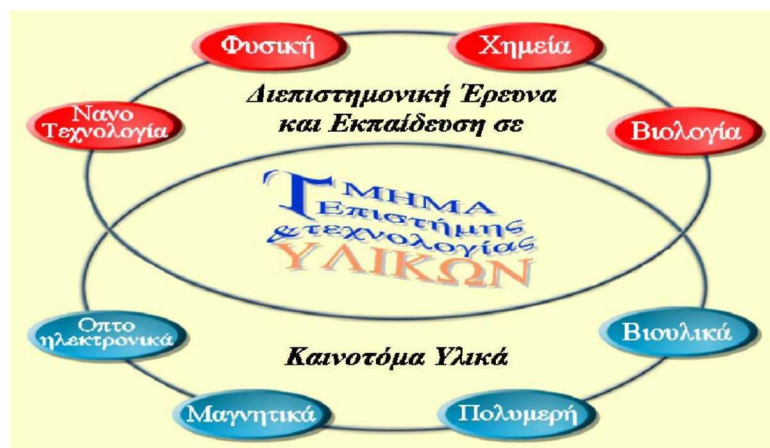 Φυσική
Χημεία
Νανο
Τεχνολογία
Διεπιστημονική Έρευνα
και Εκπαίδευση σε
Βιολογία
ΤΜΗΜΑ
Επιστήμης
&τεχνολογίας
ΥΛΙΚΩΝ
Οπτο
ηλεκτρονικά
Βιουλικά
Καινοτόμα Υλικά
Μαγνητικά
Πολυμερή